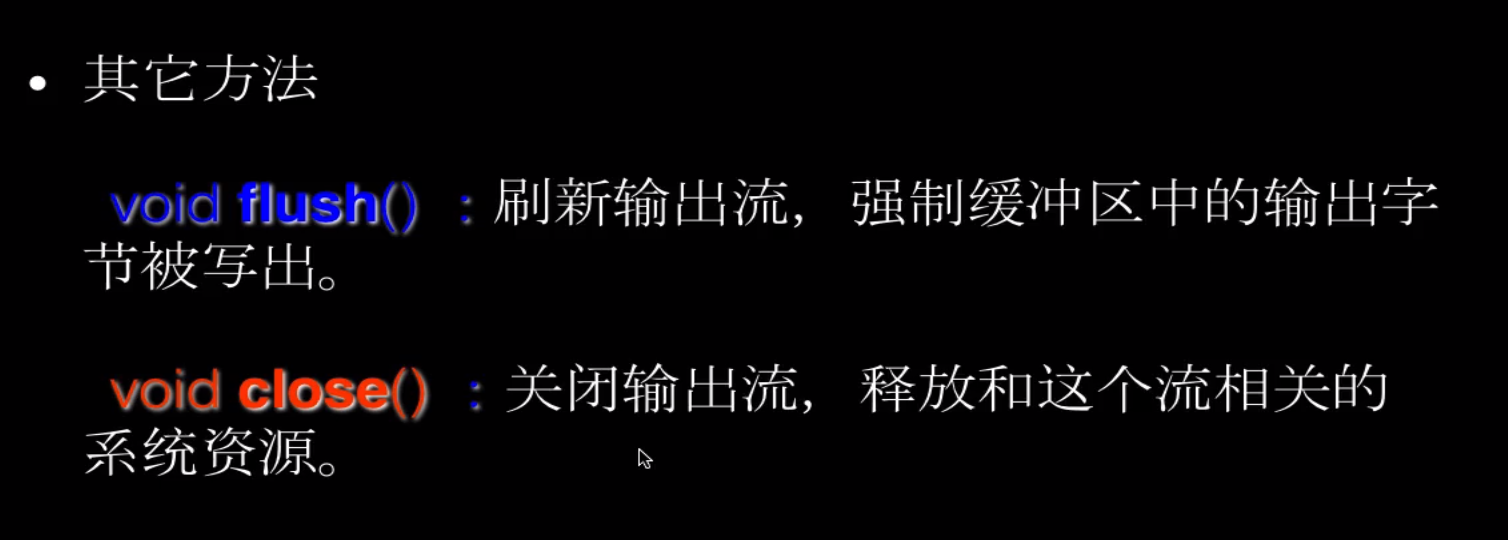 • 其它方法
void flush() : 刷新输出流, 强制缓冲区中的输出字
节被写出。
void close() : 关闭输出流, 释放和这个流相关的
系统资源。